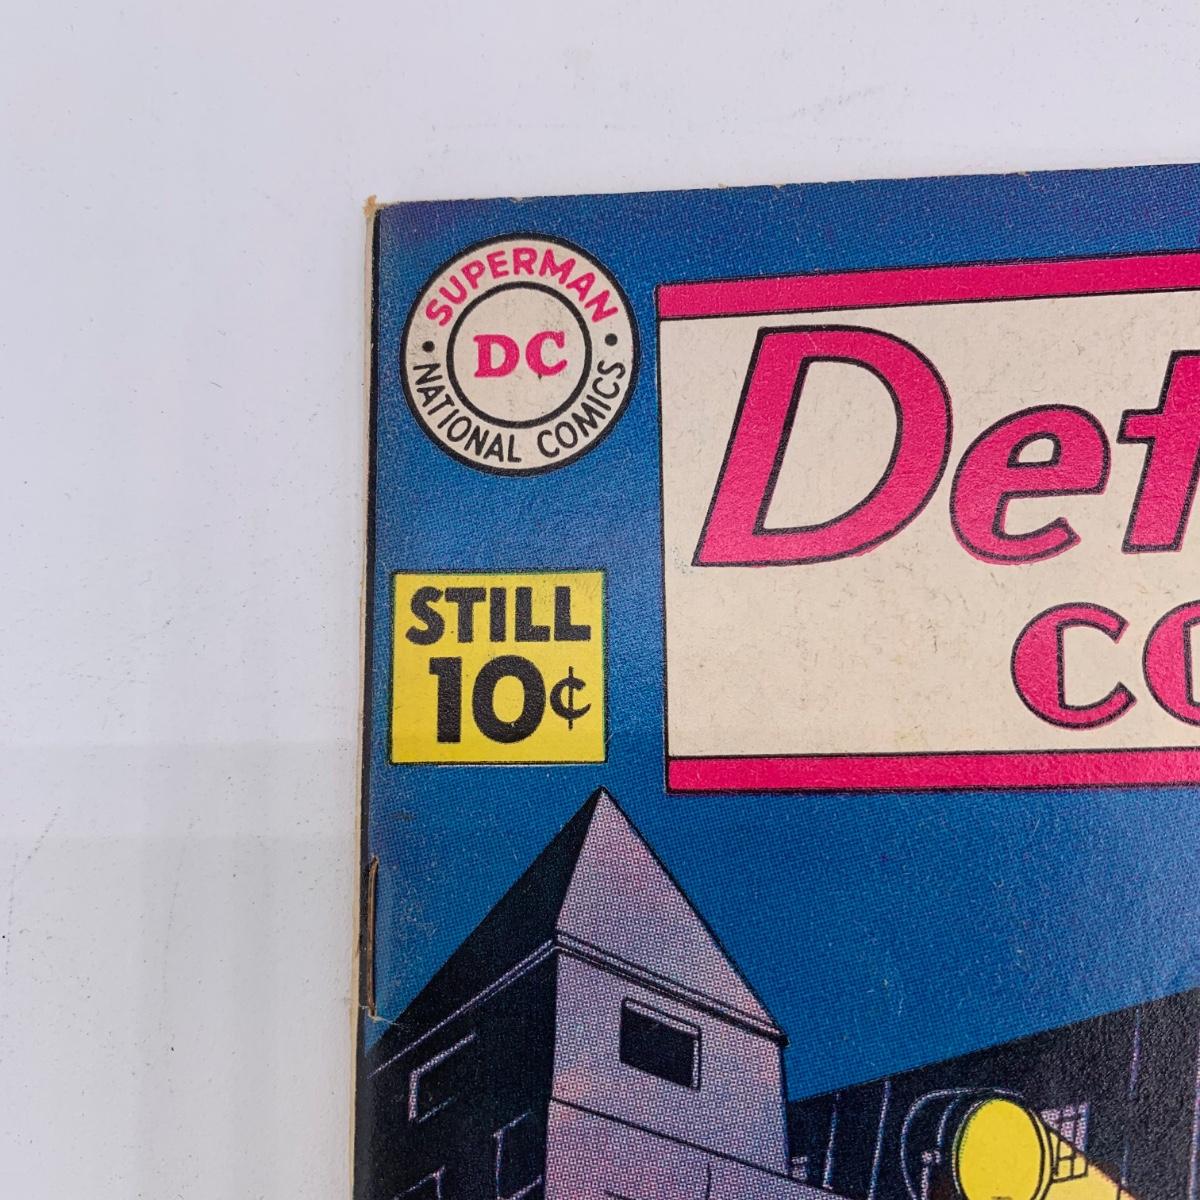 SUPERMAN
DC
NATIONAL COMICS
STILL
10¢
Det
CO